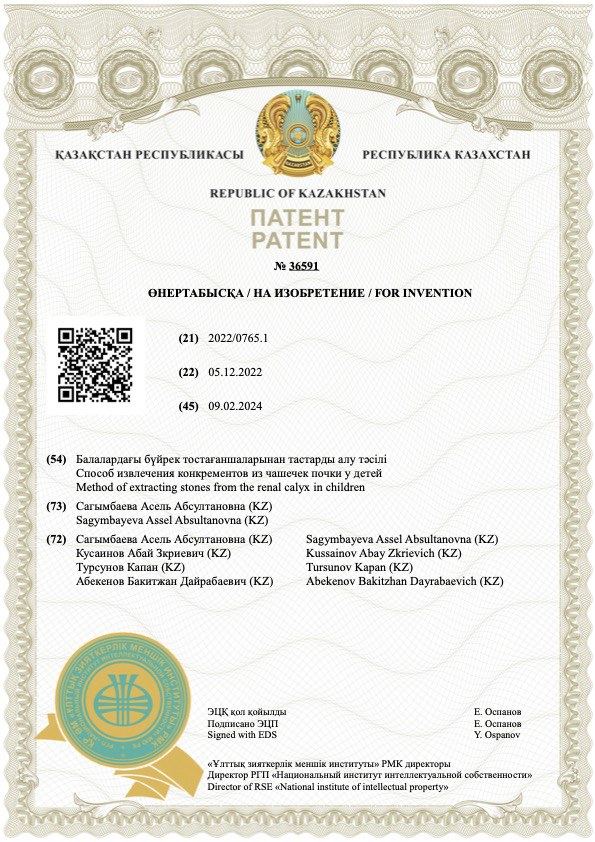 ҚАЗАҚСТАН РЕСПУБЛИКАСЫ
РЕСПУБЛИКА КАЗАХСТАН
REPUBLIC OF KAZAKHSTAN
ПАТЕНТ
PATENT
№ 36591
ӨНЕРТАБЫСҚА / НА ИЗОБРЕТЕНИЕ / FOR INVENTION
(21) 2022/0765.1
(22) 05.12.2022
(45) 09.02.2024
(54) Балалардағы бүйрек тостағаншаларынан тастарды алу тәсілі
Способ извлечения конкрементов из чашечек почки у детей
Method of extracting stones from the renal calyx in children
(73) Сагымбаева Асель Абсултановна (KZ)
Sagymbayeva Assel Absultanovna (KZ)
(72) Сагымбаева Асель Абсултановна (KZ) Sagymbayeva Assel Absultanovna (KZ)
Кусаинов Абай Зкриевич (KZ) Kussainov Abay Zkrievich (KZ)
Турсунов Капан (KZ) Tursunov Kapan (KZ)
Абекенов Бакитжан Дайрабаевич (KZ) Abekenov Bakitzhan Dayrabaevich (KZ)
ЭЦҚ қол қойылды Е. Оспанов
Подписано ЭЦП Е. Оспанов
Signed with EDS Y. Ospanov
«Ұлттық зияткерлік меншік институты» РМК директоры
Директор РГП «Национальный институт интеллектуальной собственности»
Director of RSE «National institute of intellectual property»